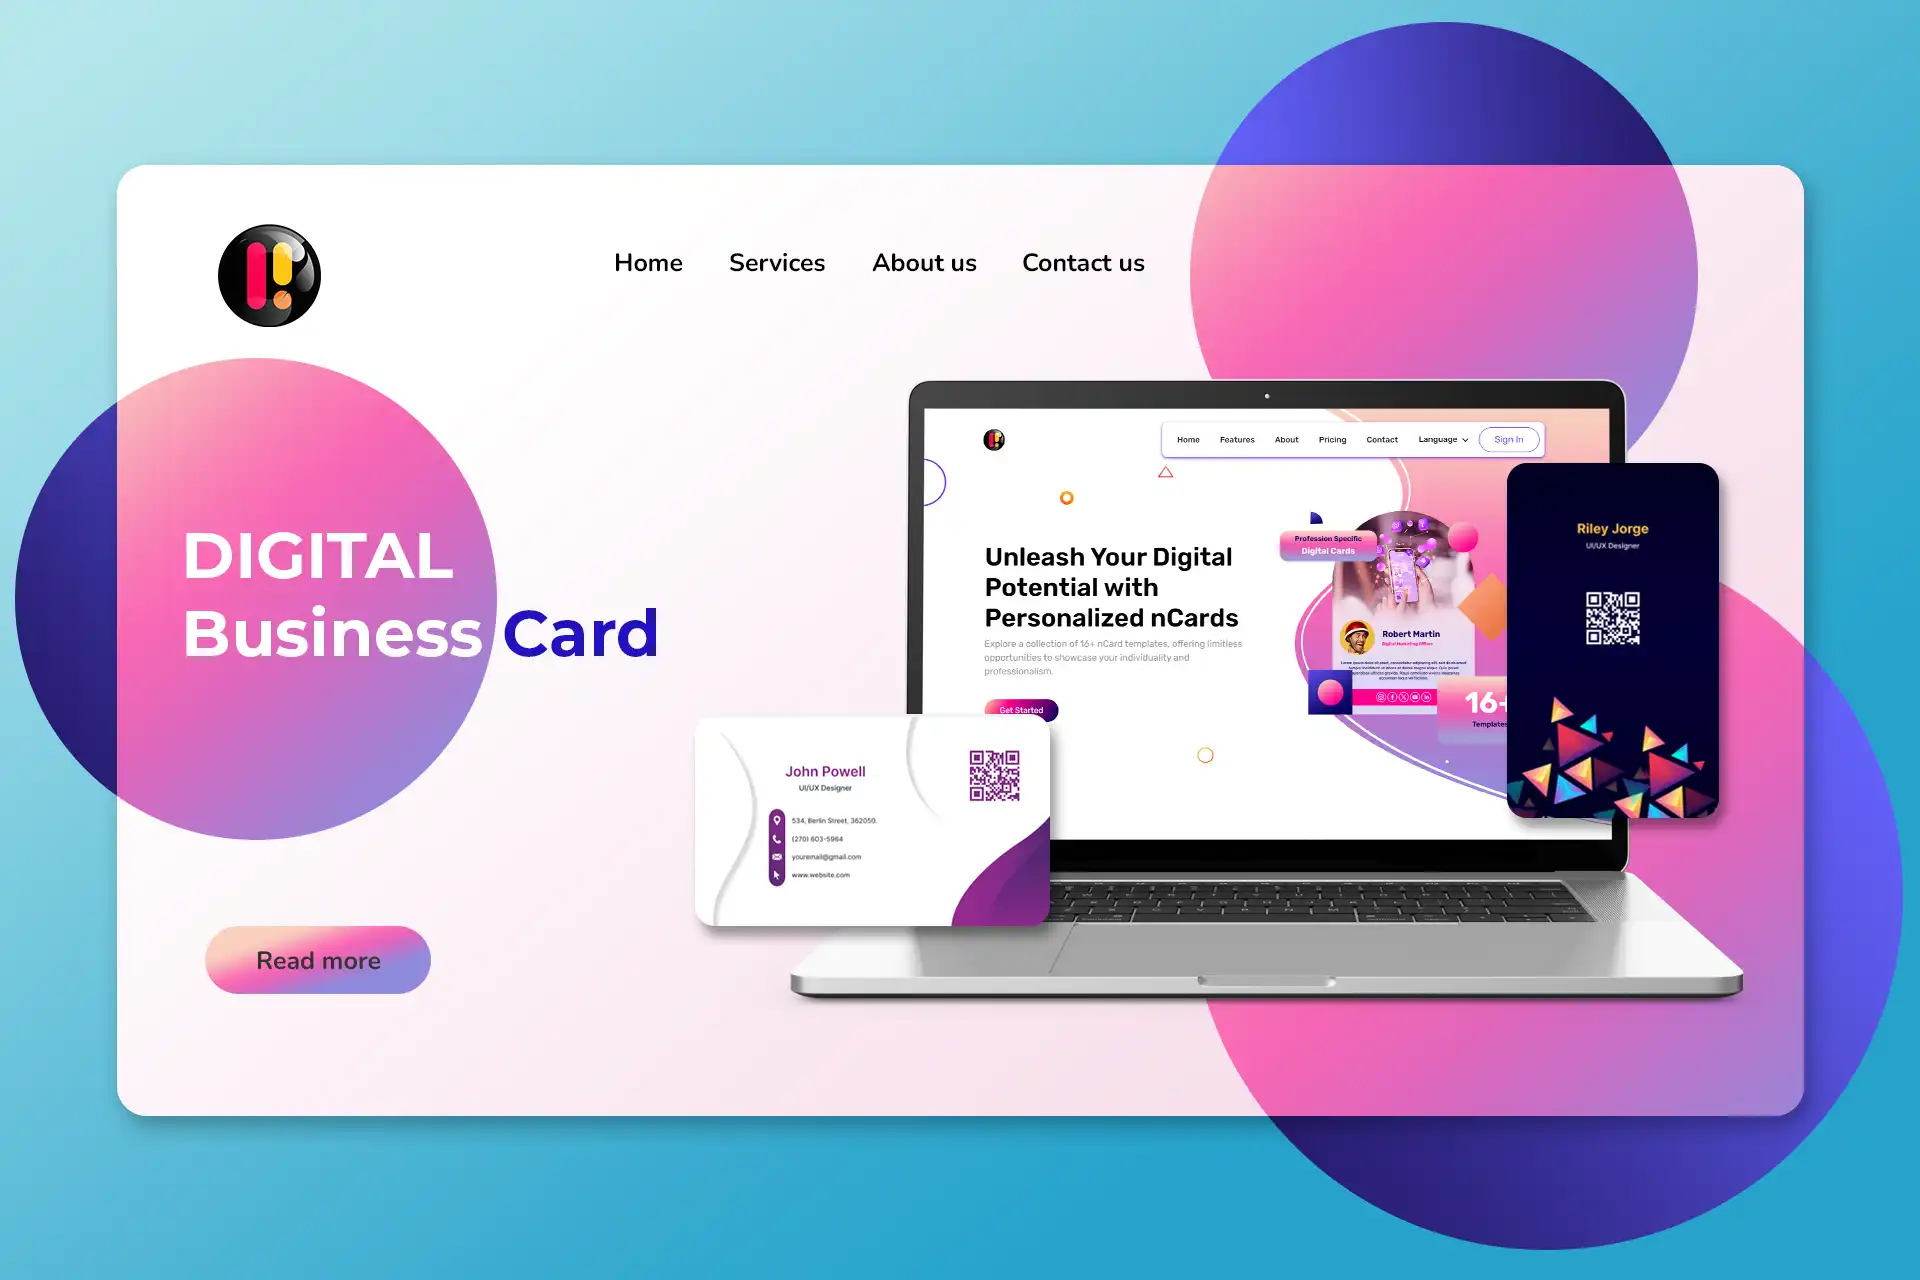 Home Services About us Contact us
DIGITAL
Business Card
Read more
Home Features About Pricing Contact Language Sign In
Unleash Your Digital
Potential with
Personalized nCards
Explore a collection of 16+ nCard templates, offering limitless
opportunities to showcase your individuality and
professionalism.
Get Started
Profession Specific
Digital Cards
Robert Martin
Digital Marketing Officer
16+
Templates
Riley Jorge
UI/UX Designer
John Powell
UI/UX Designer
534, Berlin Street, 362050.
(270) 603-5964
youremail@gmail.com
www.website.com